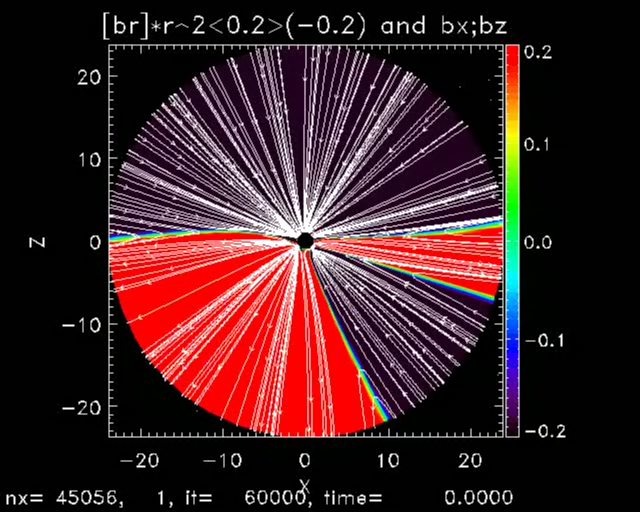 [br]*r^2<0.2>(-0.2) and bx;bz
20
10
0
-10
-20
Z
-20 -10 0 10 20
X
0.2
0.1
0.0
-0.1
-0.2
nx= 45056, 1, it= 60000, time= 0.0000